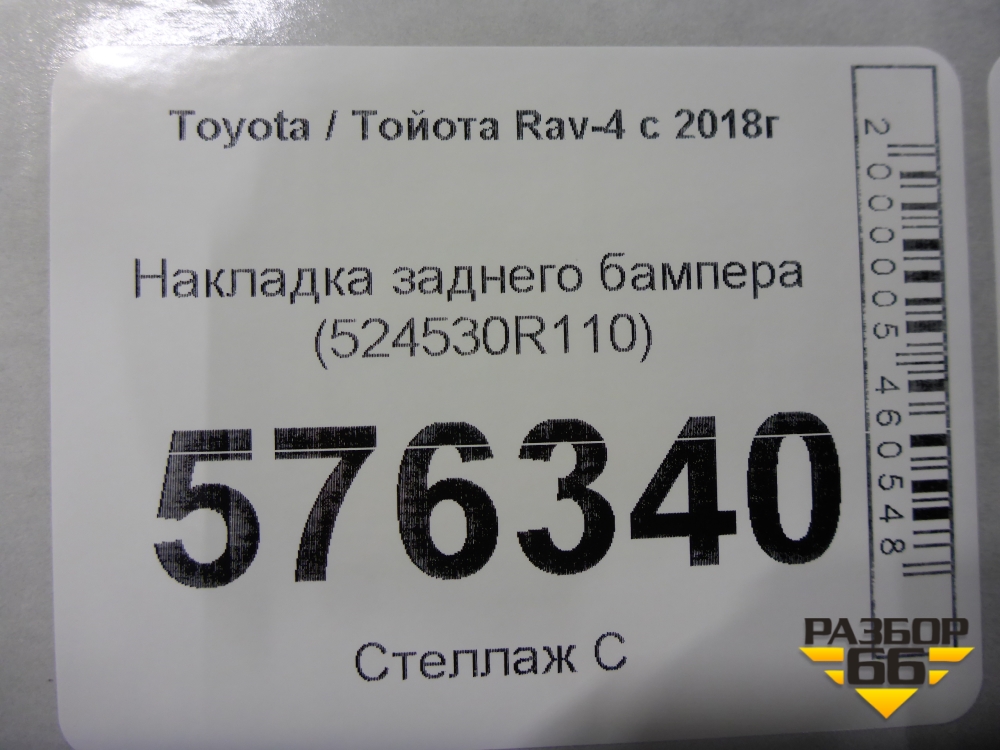 Toyota / Тойота Rav-4 с 2018г
Накладка заднего бампера
(524530R110)
576340
Стеллаж С
2000005460548
РАЗБОР
66